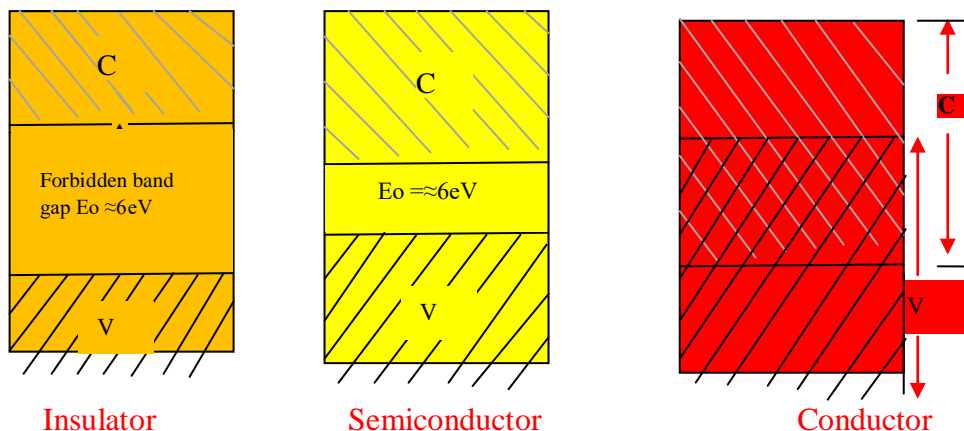 C
Forbidden band
gap Eo ≈6eV
V
Insulator
C
Eo =≈6eV
V
Semiconductor
C
V
Conductor